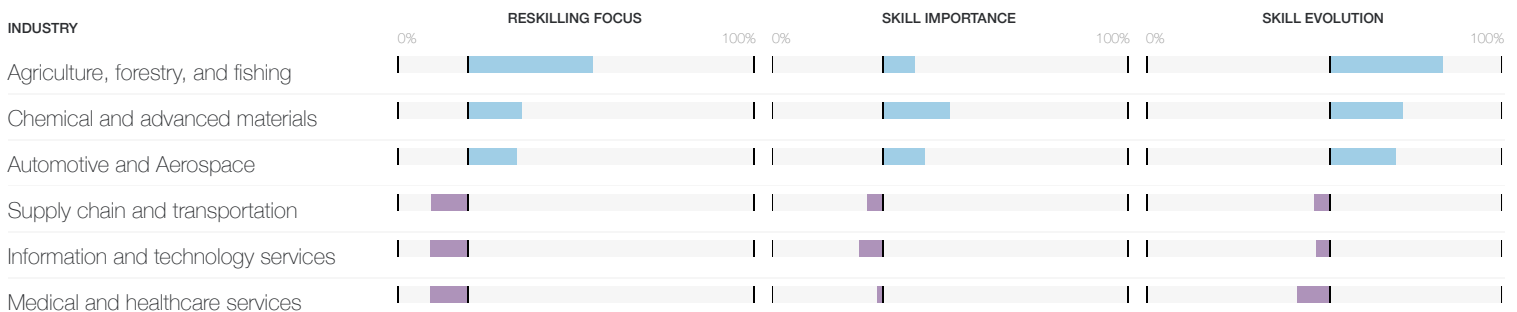 INDUSTRY RESKILLING FOCUS SKILL IMPORTANCE SKILL EVOLUTION
0% 100% 0% 100% 0% 100%
Agriculture, forestry, and fishing
Chemical and advanced materials
Automotive and Aerospace
Supply chain and transportation
Information and technology services
Medical and healthcare services